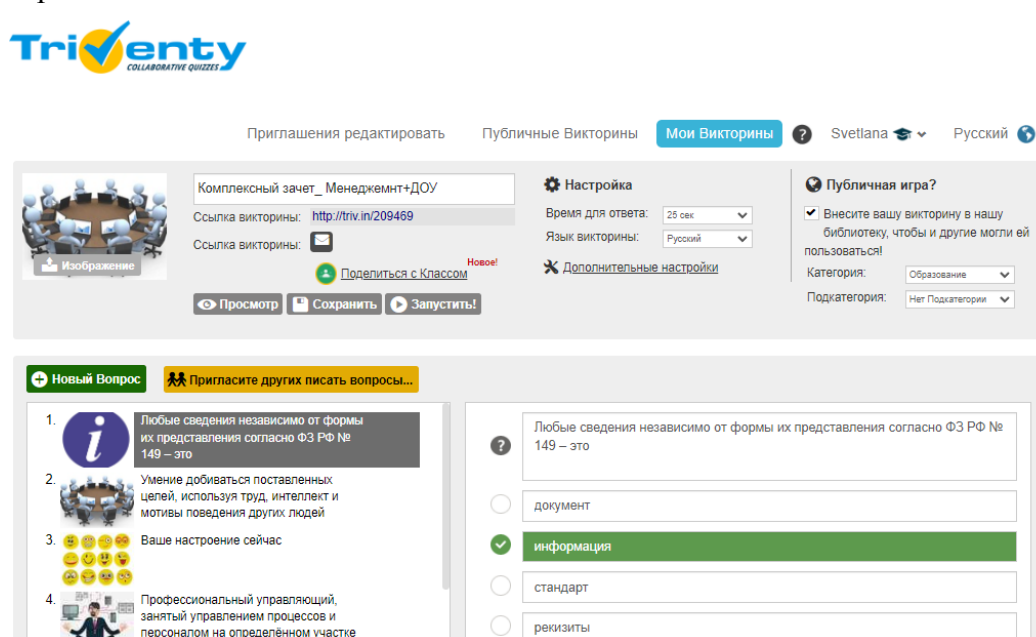 Triventy
COLLABORATIVE QUIZZES
Приглашения редактировать Публичные Викторины Мои Викторины ? Svetlana Русский
Изображение
Комплексный зачет_ Менеджемнт+ДОУ
Ссылка викторины: http://triv.in/209469
Ссылка викторины:
Новое!
Поделиться с Классом
Просмотр Сохранить Запустить!
Настройка
Время для ответа: 25 сек
Язык викторины: Русский
Дополнительные настройки
Публичная игра?
Внесите вашу викторину в нашу
библиотеку, чтобы и другие могли ей
пользоваться!
Категория: Образование
Подкатегория: Нет Подкатегории
Новый Вопрос Пригласите других писать вопросы...
1. Любые сведения независимо от формы
их представления согласно ФЗ РФ №
149 – это
2. Умение добиваться поставленных
целей, используя труд, интеллект и
мотивы поведения других людей
3. Ваше настроение сейчас
4. Профессиональный управляющий,
занятый управлением процессов и
персоналом на определённом участке
? Любые сведения независимо от формы их представления согласно ФЗ РФ №
149 – это
документ
информация
стандарт
рекизиты